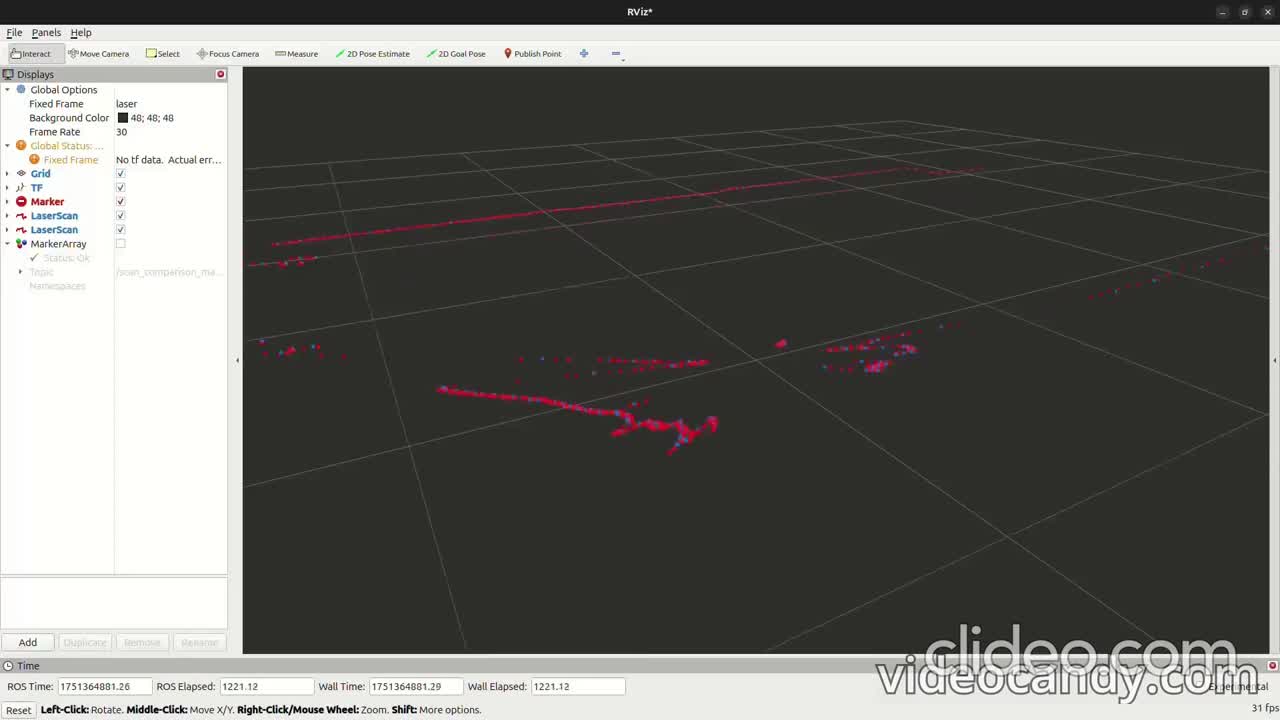 RViz*
File Panels Help
Interact Move Camera Select Focus Camera Measure 2D Pose Estimate 2D Goal Pose Publish Point
Displays
Global Options
Fixed Frame laser
Background Color 48; 48; 48
Frame Rate 30
Global Status: ...
Fixed Frame No tf data. Actual err...
Grid
TF
Marker
LaserScan
LaserScan
MarkerArray
Status: Ok
Topic /scan_comparison_ma...
Namespaces
Add Duplicate Remove Rename
clideo.com
Time
videocandy.com
ROS Time: 1751364881.26 ROS Elapsed: 1221.12 Wall Time: 1751364881.29 Wall Elapsed: 1221.12 Experimental
Reset Left-Click: Rotate. Middle-Click: Move X/Y. Right-Click/Mouse Wheel: Zoom. Shift: More options. 31 fps